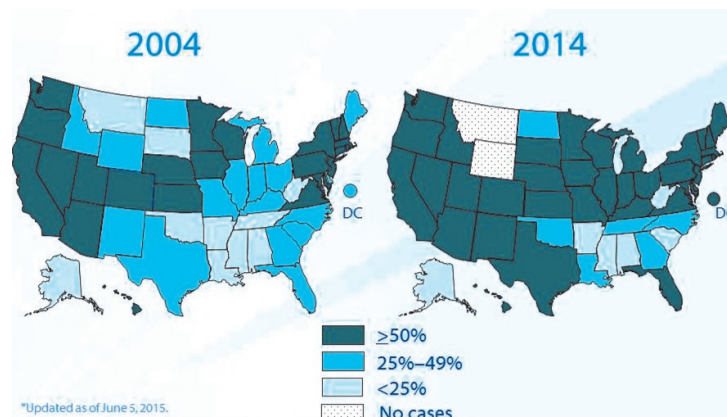 2004
2014
DC
D
≥50%
25%–49%
<25%
No cases
*Updated as of June 5, 2015.